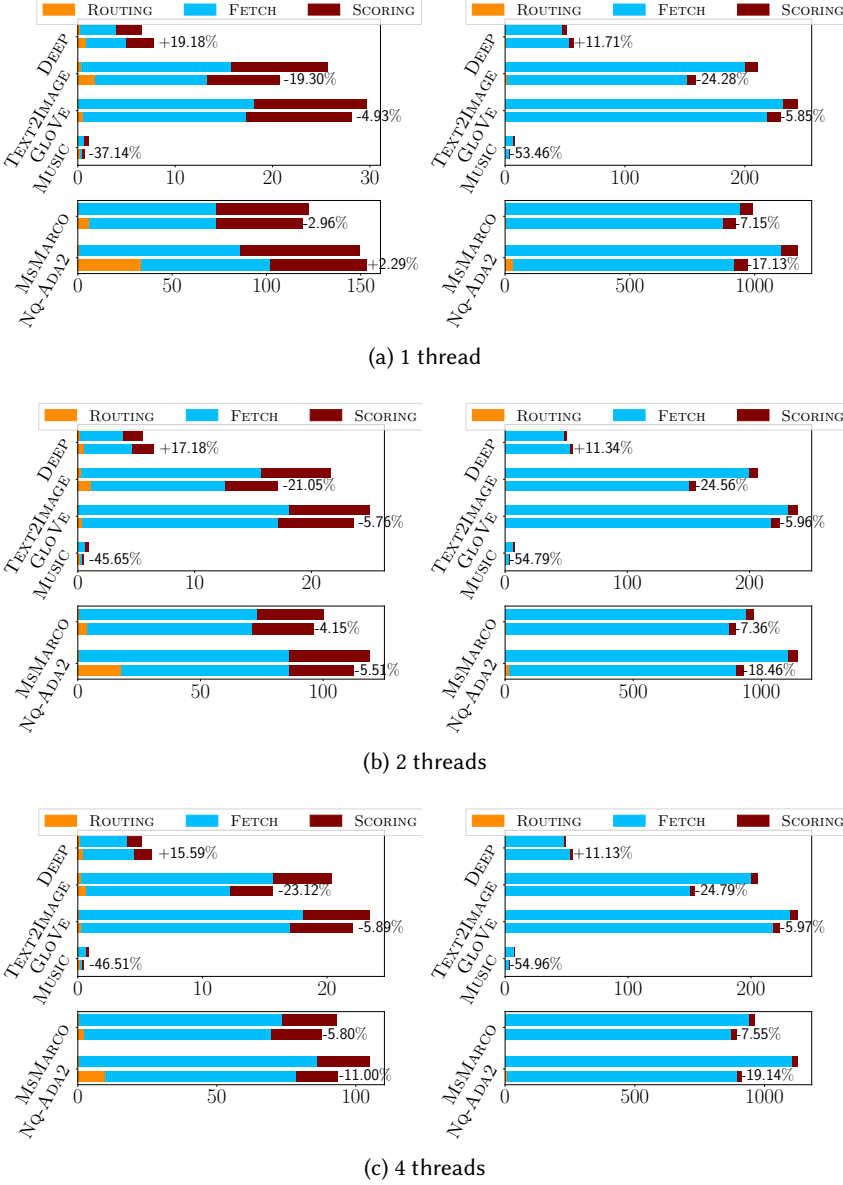 ROUTING FETCH SCORING
DEEP
TEXT2IMAGE
GLOVE
MUSIC
+19.18%
-19.30%
-4.93%
-37.14%
0 10 20 30
MSMARCO
NQ-ADA2
-2.96%
+2.29%
0 50 100 150
ROUTING FETCH SCORING
DEEP
TEXT2IMAGE
GLOVE
MUSIC
+11.71%
-24.28%
-5.85%
-53.46%
0 100 200
MSMARCO
NQ-ADA2
-7.15%
-17.13%
0 500 1000
(a) 1 thread
ROUTING FETCH SCORING
DEEP
TEXT2IMAGE
GLOVE
MUSIC
+17.18%
-21.05%
-5.76%
-45.65%
0 10 20
MSMARCO
NQ-ADA2
-4.15%
-5.51%
0 50 100
ROUTING FETCH SCORING
DEEP
TEXT2IMAGE
GLOVE
MUSIC
+11.34%
-24.56%
-5.96%
-54.79%
0 100 200
MSMARCO
NQ-ADA2
-7.36%
-18.46%
0 500 1000
(b) 2 threads
ROUTING FETCH SCORING
DEEP
TEXT2IMAGE
GLOVE
MUSIC
+15.59%
-23.12%
-5.89%
-46.51%
0 10 20
MSMARCO
NQ-ADA2
-5.80%
-11.00%
0 50 100
ROUTING FETCH SCORING
DEEP
TEXT2IMAGE
GLOVE
MUSIC
+11.13%
-24.79%
-5.97%
-54.96%
0 100 200
MSMARCO
NQ-ADA2
-7.55%
-19.14%
0 500 1000
(c) 4 threads